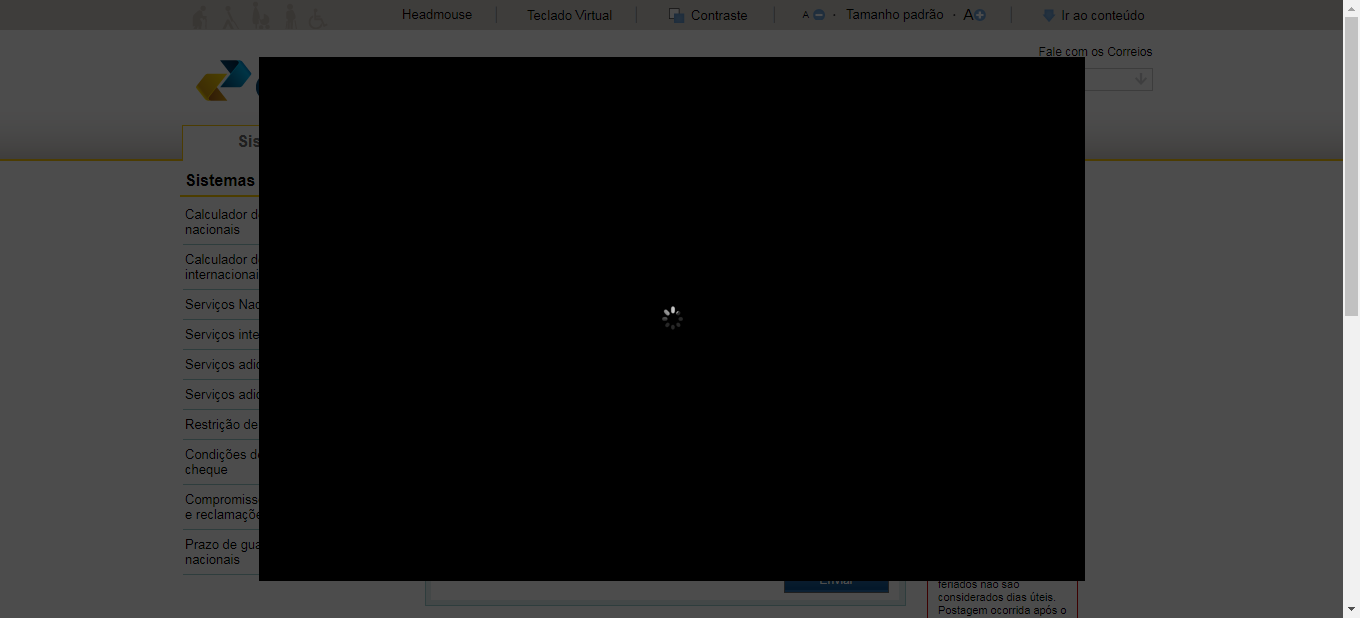 Headmouse
Teclado Virtual
Contraste
A
Tamanho padrão
A
Ir ao conteúdo
Fale com os Correios
Sis
Sistemas
Calculador d
nacionais
Calculador d
internacionai
Serviços Nac
Serviços inte
Serviços adic
Serviços adic
Restrição de
Condições d
cheque
Compromiss
e reclamaçõe
Prazo de gua
nacionais
Enviar
feriados não são
considerados dias úteis.
Postagem ocorrida após o